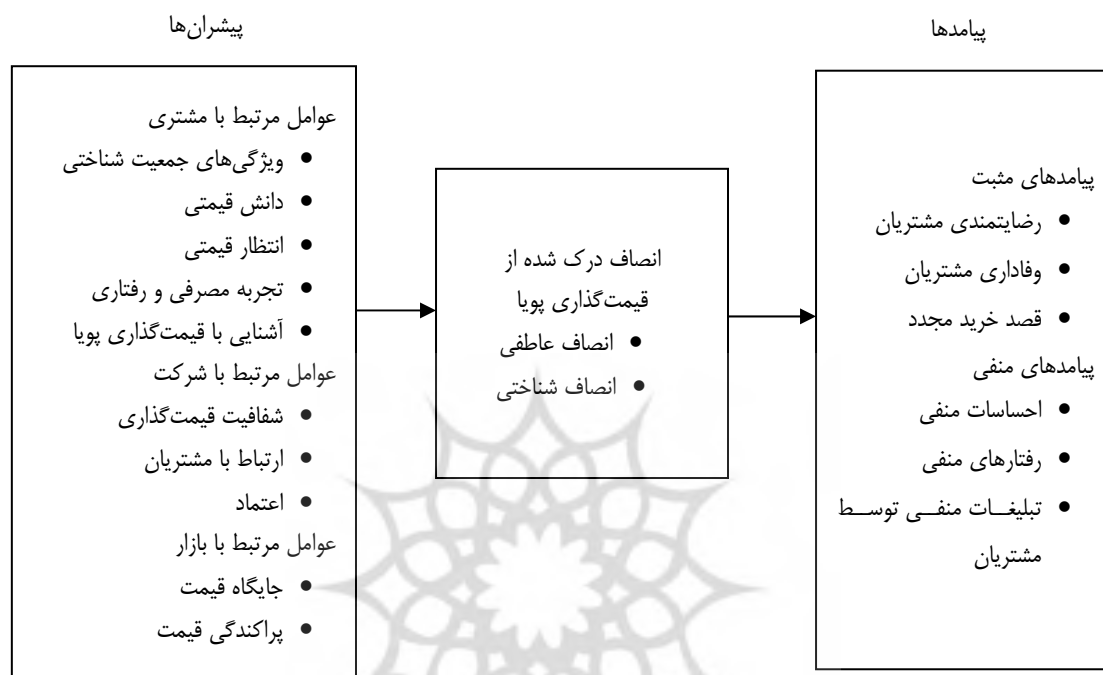 پیشران‌ها
عوامل مرتبط با مشتری
• ویژگی‌های جمعیت شناختی
• دانش قیمتی
• انتظار قیمتی
• تجربه مصرفی و رفتاری
• آشنایی با قیمت‌گذاری پویا
عوامل مرتبط با شرکت
• شفافیت قیمت‌گذاری
• ارتباط با مشتریان
• اعتماد
عوامل مرتبط با بازار
• جایگاه قیمت
• پراکندگی قیمت
انصاف درک شده از
قیمت‌گذاری پویا
• انصاف عاطفی
• انصاف شناختی
پیامدها
پیامدهای مثبت
• رضایتمندی مشتریان
• وفاداری مشتریان
• قصد خرید مجدد
پیامدهای منفی
• احساسات منفی
• رفتارهای منفی
• تبلیغات منفی توسط
مشتریان